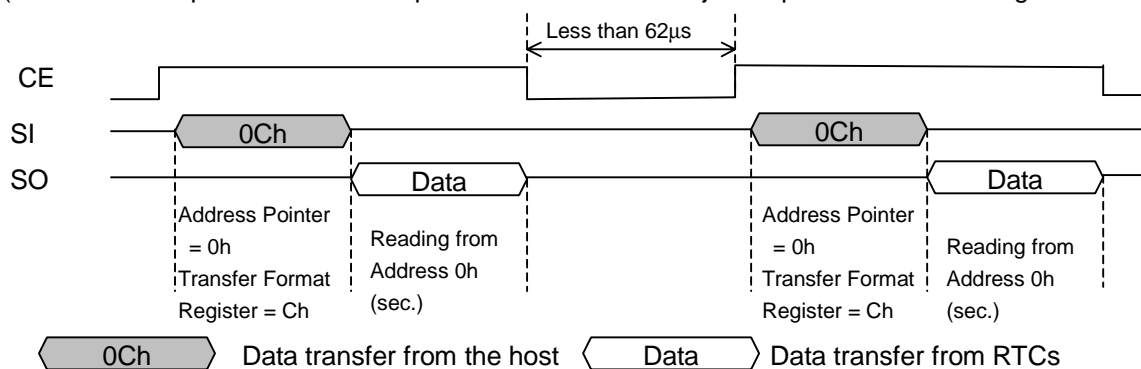 Less than 62μs
CE
SI
0Ch
0Ch
SO
Data
Data
Address Pointer
= 0h
Transfer Format
Register = Ch
Reading from
Address 0h
(sec.)
Address Pointer
= 0h
Transfer Format
Register = Ch
Reading from
Address 0h
(sec.)
0Ch Data transfer from the host Data Data transfer from RTCs